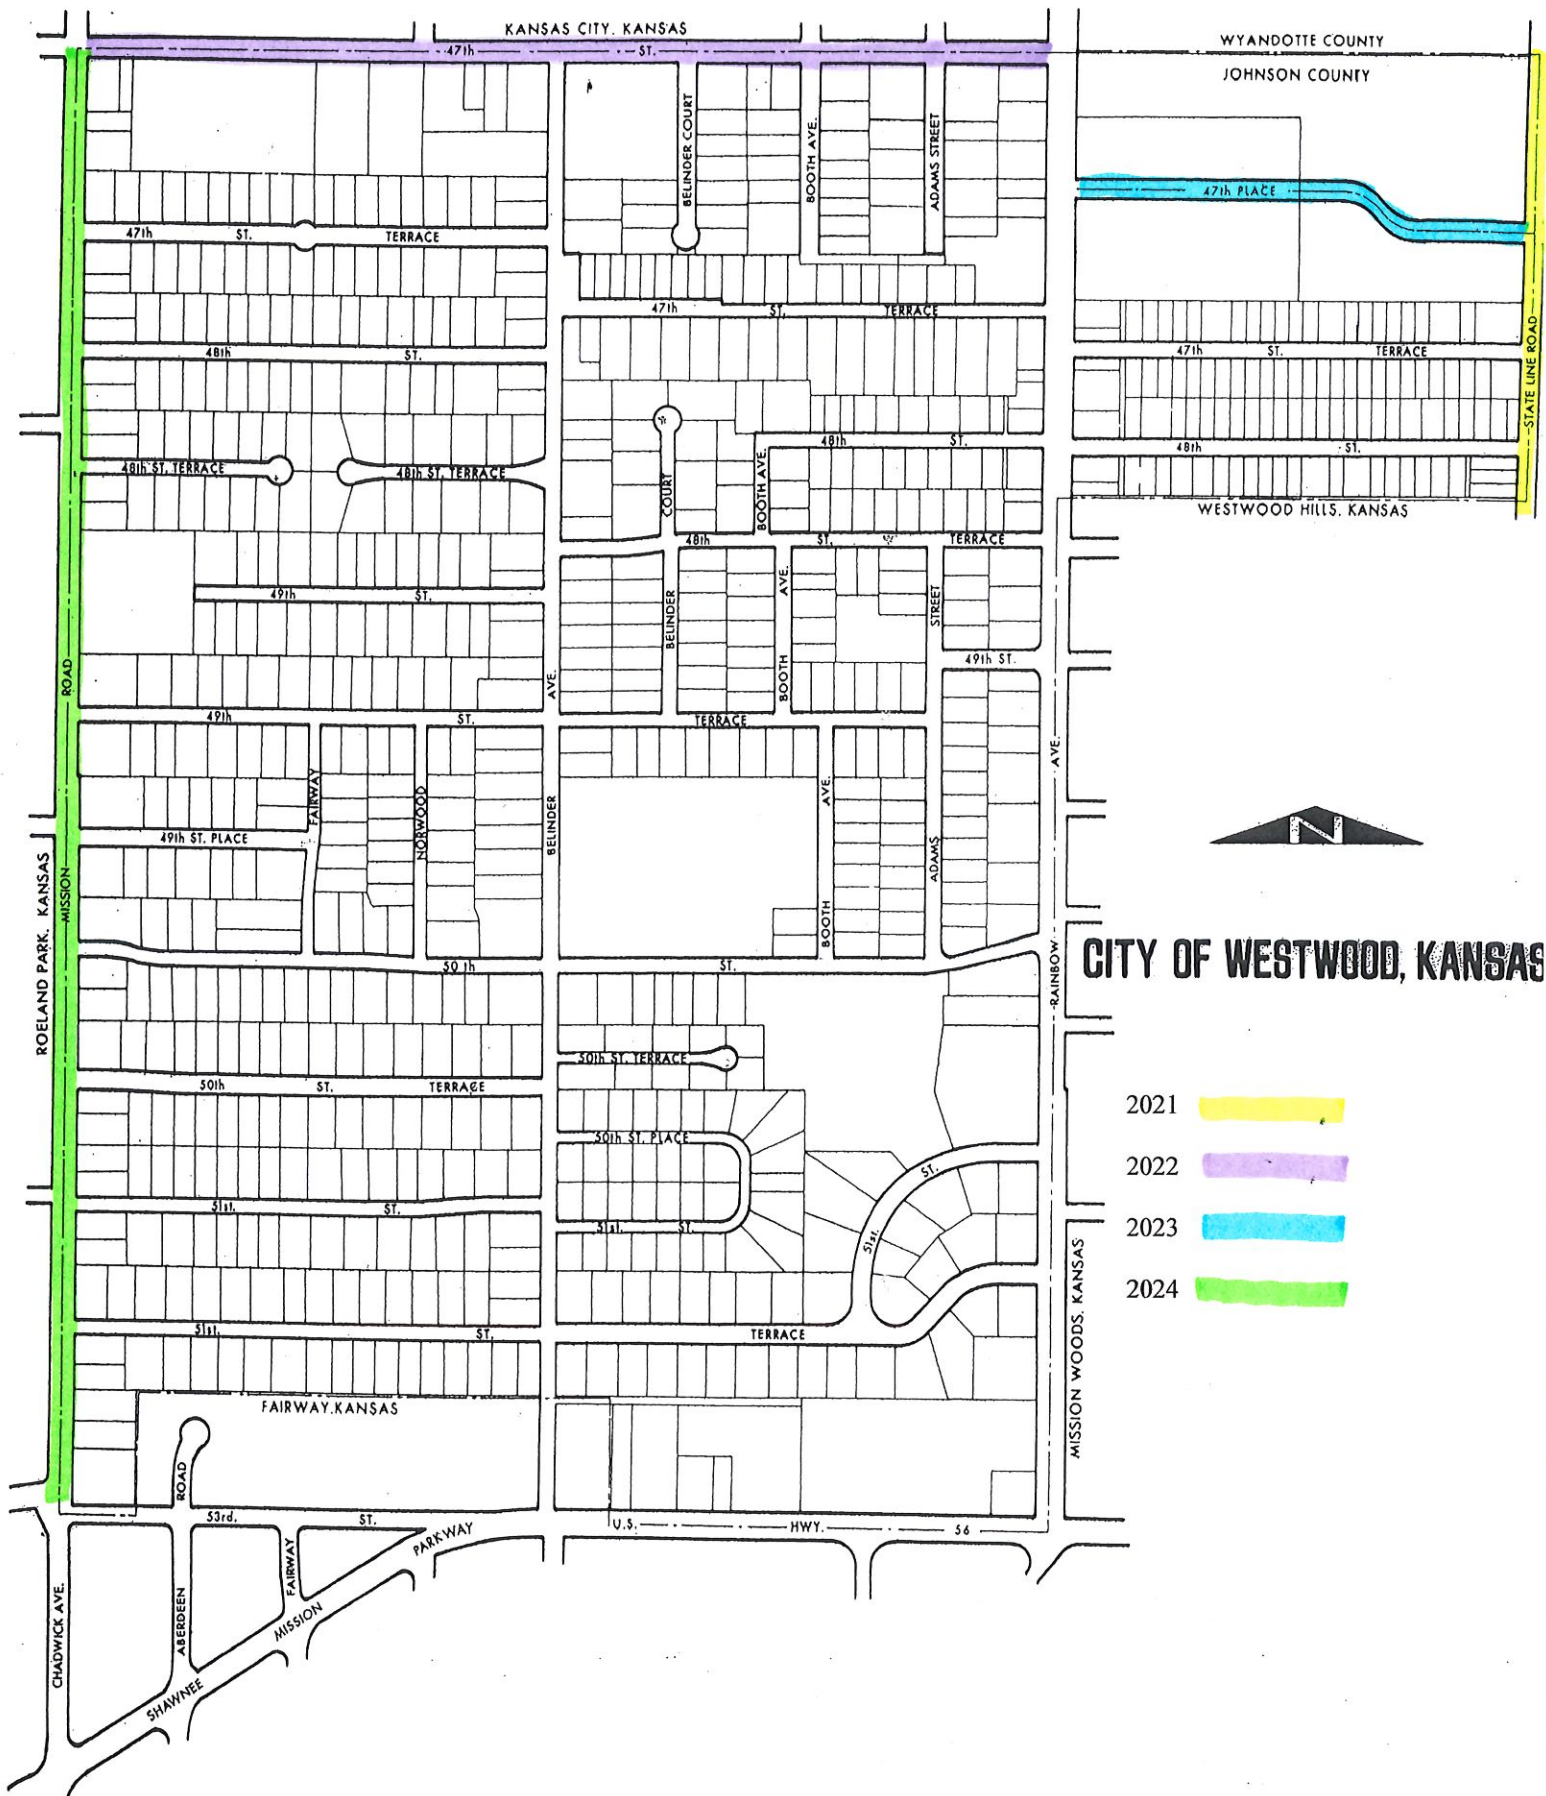 KANSAS CITY, KANSAS
47th ST.
WYANDOTTE COUNTY
JOHNSON COUNTY
BELINDER COURT
BOOTH AVE.
ADAMS STREET
47th PLACE
47th ST. TERRACE
47th ST. TERRACE
STATE LINE ROAD
48th ST.
47th ST. TERRACE
48th ST. TERRACE
48th ST. TERRACE
48th ST.
48th ST.
COURT
BOOTH AVE.
WESTWOOD HILLS, KANSAS
48th ST. TERRACE
49th ST.
BELINDER
BOOTH AVE.
STREET
49th ST.
ROAD
AVE.
BOOTH
49th ST. TERRACE
AVE.
FAIRWAY
NORWOOD
BELINDER
BOOTH AVE.
ADAMS
49th ST. PLACE
ROELAND PARK, KANSAS
MISSION
RAINBOW
N
CITY OF WESTWOOD, KANSAS
50th ST.
50th ST. TERRACE
50th ST. TERRACE
50th ST. PLACE
2021
2022
2023
2024
51st. ST.
51st. ST.
51st. ST.
51st. ST. TERRACE
MISSION WOODS, KANSAS
FAIRWAY, KANSAS
ROAD
53rd. ST.
U.S. HWY. 56
PARKWAY
CHADWICK AVE.
ABERDEEN
FAIRWAY
MISSION
SHAWNEE